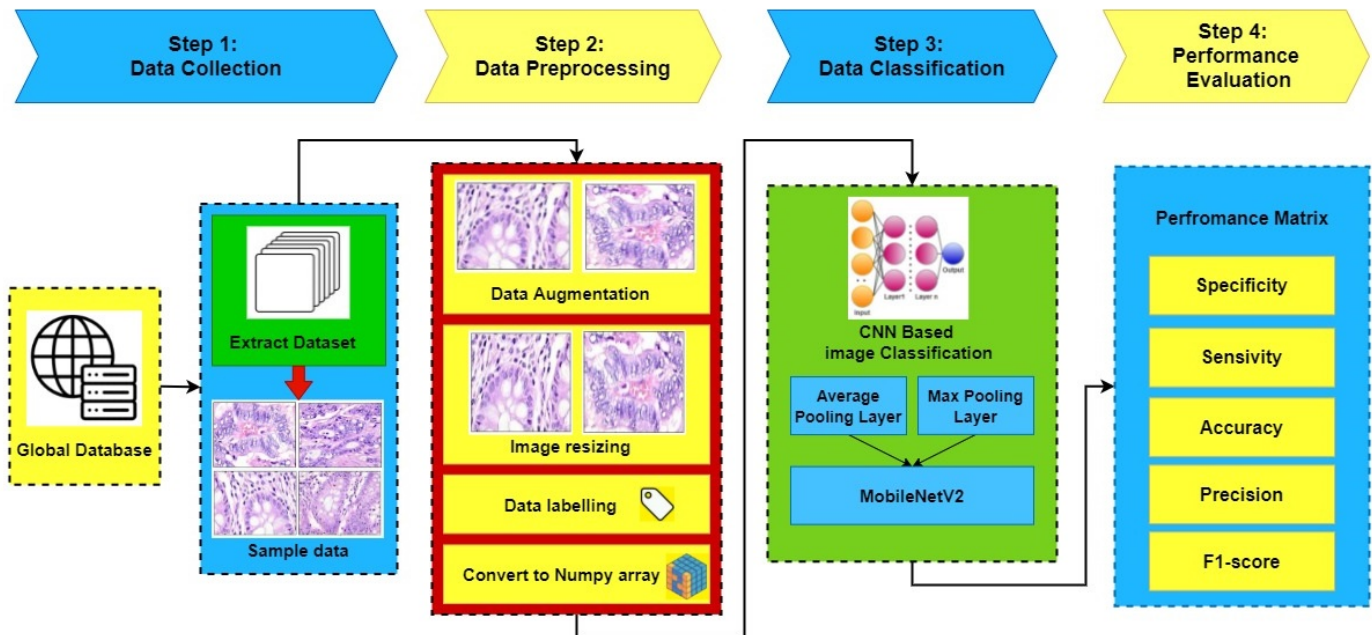 Step 1:
Data Collection
Step 2:
Data Preprocessing
Step 3:
Data Classification
Step 4:
Performance
Evaluation
Global Database
Extract Dataset
Sample data
Data Augmentation
Image resizing
Data labelling
Convert to Numpy array
Input
Layer1
Layer n
Output
CNN Based
image Classification
Average
Pooling Layer
Max Pooling
Layer
MobileNetV2
Perfromance Matrix
Specificity
Sensivity
Accuracy
Precision
F1-score